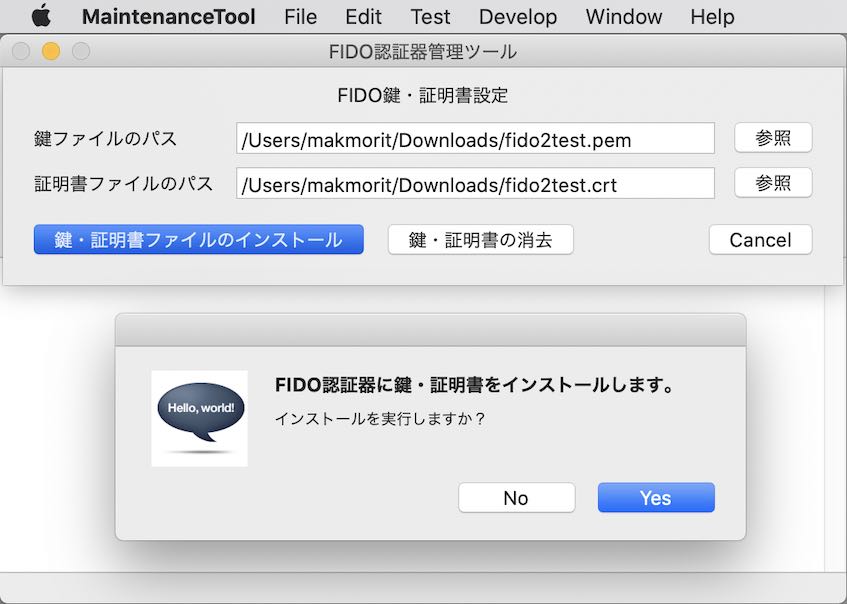 MaintenanceTool File Edit Test Develop Window Help
FIDO認証器管理ツール
FIDO鍵・証明書設定
鍵ファイルのパス /Users/makmorit/Downloads/fido2test.pem 参照
証明書ファイルのパス /Users/makmorit/Downloads/fido2test.crt 参照
鍵・証明書ファイルのインストール 鍵・証明書の消去 Cancel
FIDO認証器に鍵・証明書をインストールします。
Hello, world!
インストールを実行しますか？
No Yes